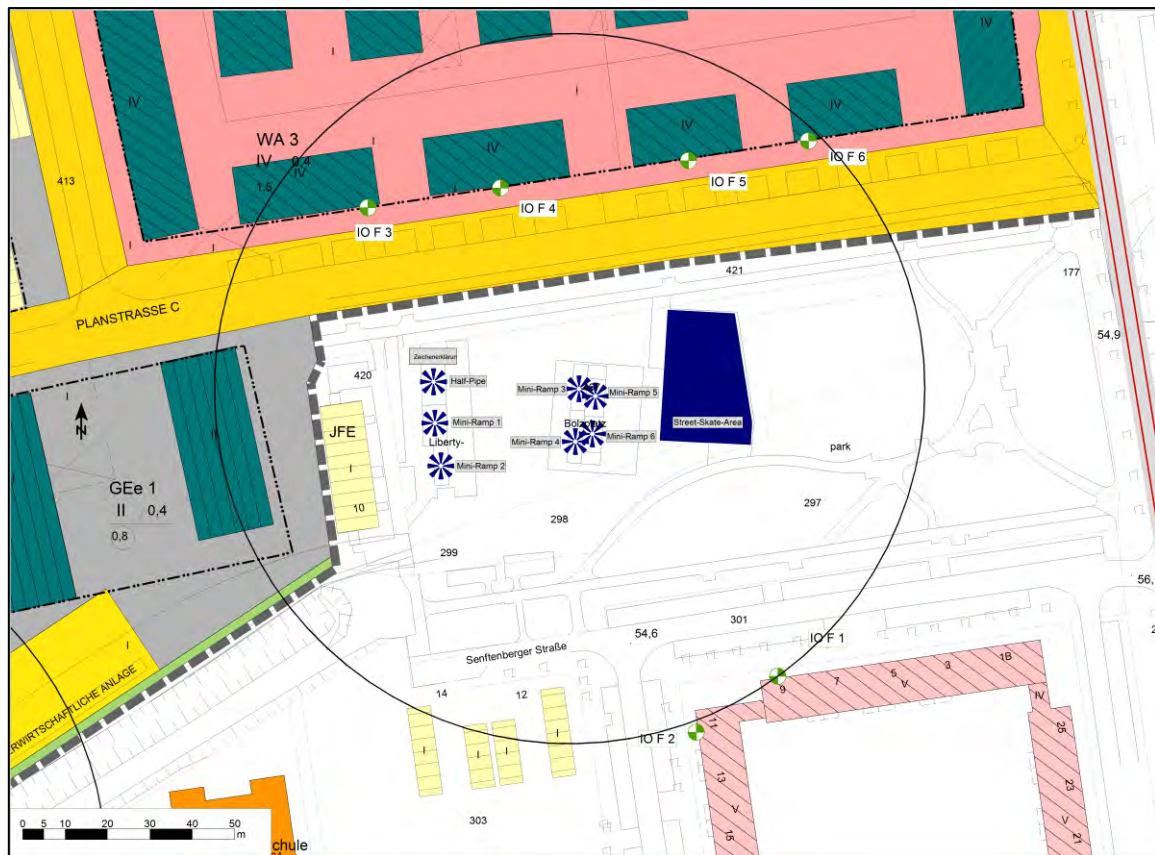 IV
IV
I
IV
I
IV
IV
WA 3
IV 0,4
IV
1.5
I
I
413
IO F 6
IO F 5
IO F 4
IO F 3
I
I
I
421
177
PLANSTRASSE C
54,9
Zeichenerklärun
420
Half-Pipe
Mini-Ramp 3
Mini-Ramp 5
I
N
JFE
Mini-Ramp 1
Bolzplatz
Street-Skate-Area
Liberty-
Mini-Ramp 4
Mini-Ramp 6
II
park
I
Mini-Ramp 2
GEe 1
II 0,4
10
297
0,8
298
299
56,
301
2
54,6
IO F 1
Senftenberger Straße
I
1B
3
5
7
V
9
14
12
IV
ERWIRTSCHAFTLICHE ANLAGE
11
25
IO F 2
I
I
I
I
13
23
V
V
303
15
21
0 5 10 20 30 40 50
m
chule